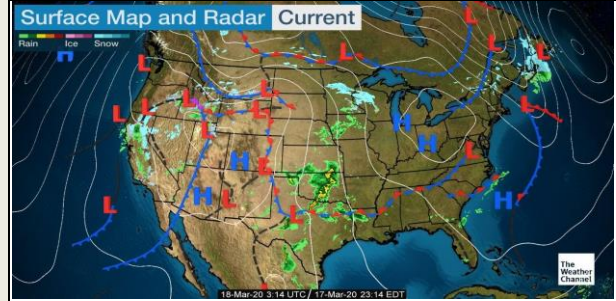 Surface Map and Radar Current
Rain Ice Snow
H
L
L
L
L
L
L
L
L
L
L
H
H
H
L
L
H
H
L
L
L
L
L
H
The
Weather
Channel
18-Mar-20 3:14 UTC / 17-Mar-20 23:14 EDT